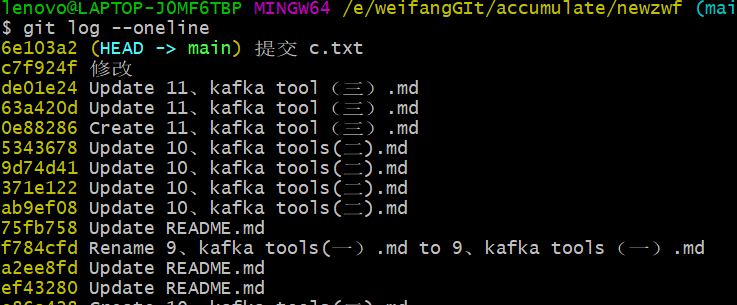 lenovo@LAPTOP-JOMF6TBP MINGW64 /e/weifangGIt/accumulate/newzwf (mai
$ git log --oneline
6e103a2 (HEAD -> main) 提交 c.txt
c7f924f 修改
de01e24 Update 11、kafka tool（三）.md
63a420d Update 11、kafka tool（三）.md
0e88286 Create 11、kafka tool（三）.md
5343678 Update 10、kafka tools(二).md
9d74d41 Update 10、kafka tools(二).md
371e122 Update 10、kafka tools(二).md
ab9ef08 Update 10、kafka tools(二).md
75fb758 Update README.md
f784cfd Rename 9、kafka tools(一）.md to 9、kafka tools（一）.md
a2ee8fd Update README.md
ef43280 Update README.md